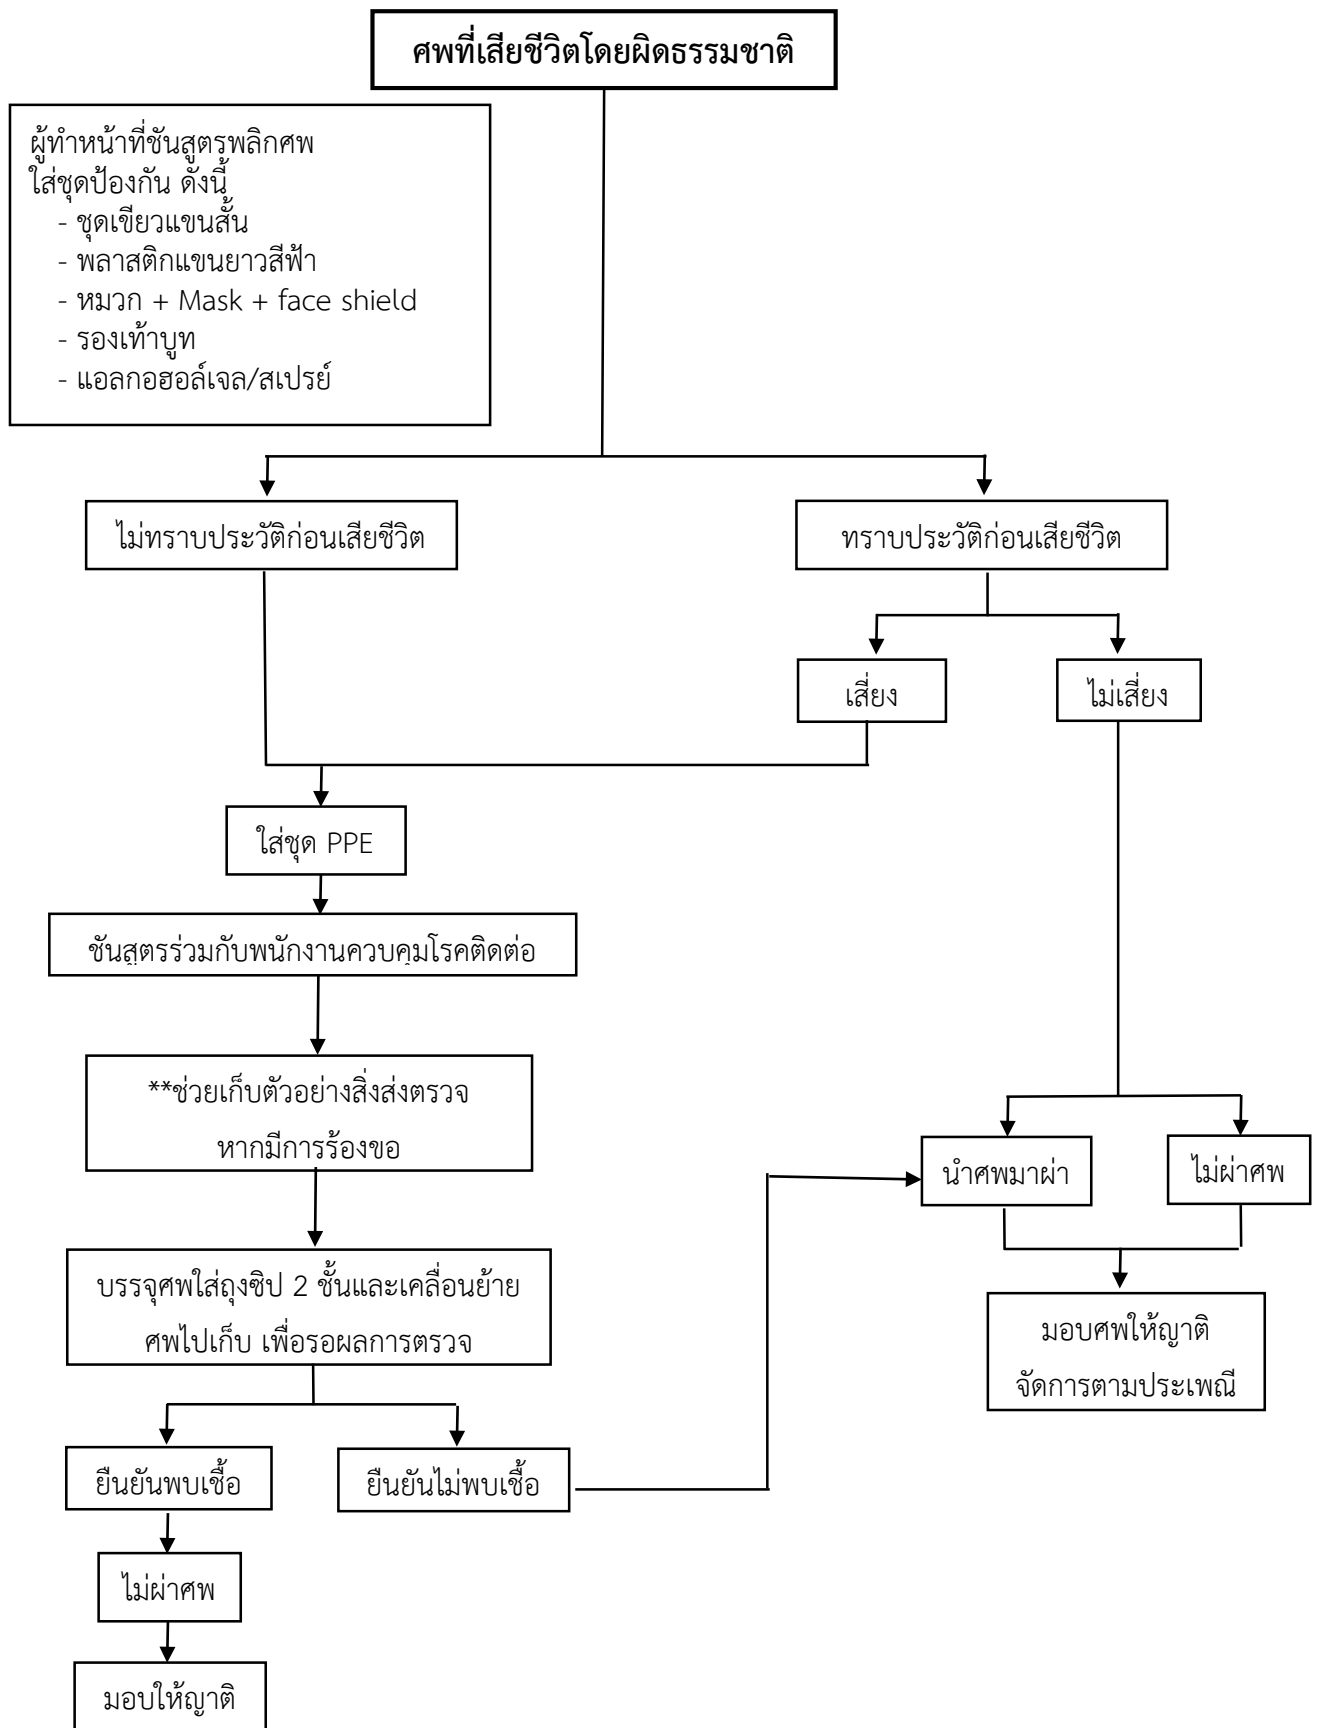 ศพที่เสียชีวิตโดยผิดธรรมชาติ
ผู้ทำหน้าที่ชันสูตรพลิกศพ
ใส่ชุดป้องกัน ดังนี้
- ชุดเขียวแขนสั้น
- พลาสติกแขนยาวสีฟ้า
- หมวก + Mask + face shield
- รองเท้าบูท
- แอลกอฮอล์เจล/สเปรย์
ไม่ทราบประวัติก่อนเสียชีวิต
ทราบประวัติก่อนเสียชีวิต
เสี่ยง
ไม่เสี่ยง
ใส่ชุด PPE
ชันสูตรร่วมกับพนักงานควบคุมโรคติดต่อ
**ช่วยเก็บตัวอย่างสิ่งส่งตรวจ
หากมีการร้องขอ
นำศพมาผ่า
ไม่ผ่าศพ
บรรจุศพใส่ถุงซิป 2 ชั้นและเคลื่อนย้าย
ศพไปเก็บ เพื่อรอผลการตรวจ
มอบศพให้ญาติ
จัดการตามประเพณี
ยืนยันพบเชื้อ
ยืนยันไม่พบเชื้อ
ไม่ผ่าศพ
มอบให้ญาติ